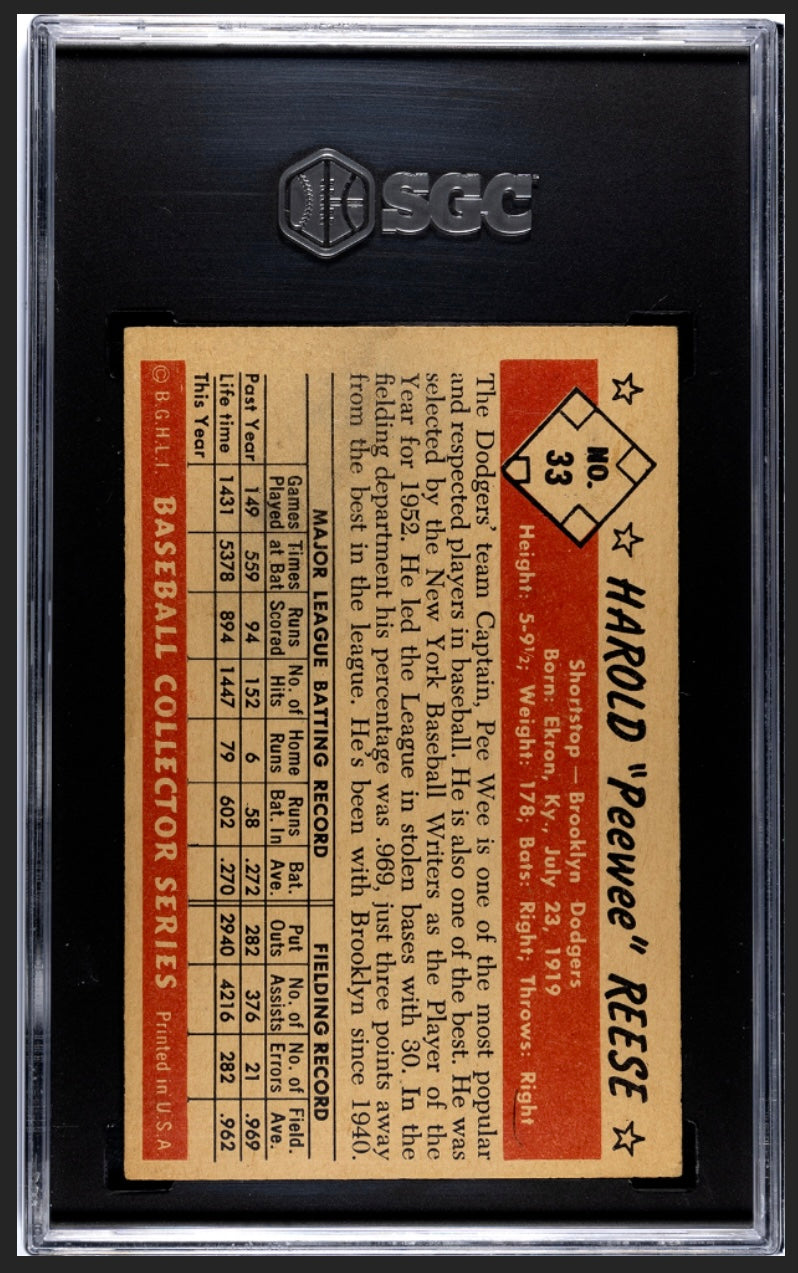 SGC
NO.
33
HAROLD "Peewee" REESE
Shortstop — Brooklyn Dodgers
Born: Ekron, Ky., July 23, 1919
Height: 5-9½; Weight: 178; Bats: Right; Throws: Right
The Dodgers' team Captain, Pee Wee is one of the most popular
and respected players in baseball. He is also one of the best. He was
selected by the New York Baseball Writers as the Player of the
Year for 1952. He led the League in stolen bases with 30. In the
fielding department his percentage was .969, just three points away
from the best in the league. He's been with Brooklyn since 1940.
MAJOR LEAGUE BATTING RECORD FIELDING RECORD
Games Times Runs No. of Home Runs Bat. Put No. of No. of Field.
Played at Bat Scored Hits Runs Bat. In Ave. Outs Assists Errors Ave.
Past Year 149 559 94 152 6 58 .272 282 376 21 .969
Life time 1431 5378 894 1447 79 602 .270 2940 4216 282 .962
This Year
© B.G.H.L.I. BASEBALL COLLECTOR SERIES Printed in U.S.A